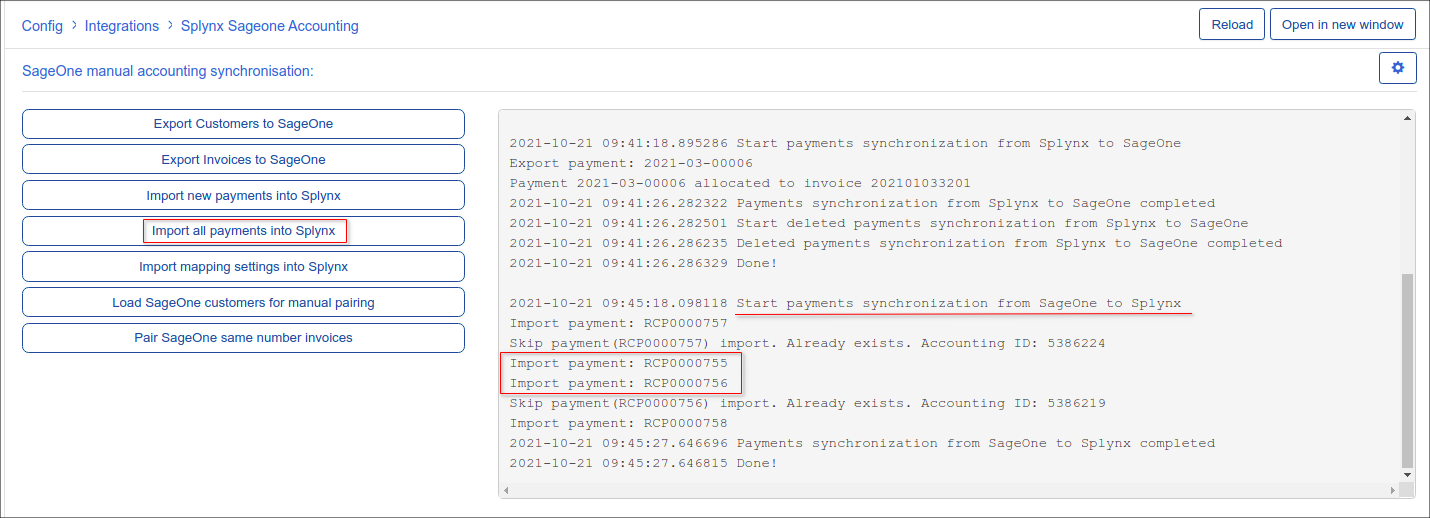 Config > Integrations > Splynx Sageone Accounting
Reload
Open in new window
SageOne manual accounting synchronisation:
Export Customers to SageOne
Export Invoices to SageOne
Import new payments into Splynx
Import all payments into Splynx
Import mapping settings into Splynx
Load SageOne customers for manual pairing
Pair SageOne same number invoices
2021-10-21 09:41:18.895286 Start payments synchronization from Splynx to SageOne
Export payment: 2021-03-00006
Payment 2021-03-00006 allocated to invoice 202101033201
2021-10-21 09:41:26.282322 Payments synchronization from Splynx to SageOne completed
2021-10-21 09:41:26.282501 Start deleted payments synchronization from Splynx to SageOne
2021-10-21 09:41:26.286235 Deleted payments synchronization from Splynx to SageOne completed
2021-10-21 09:41:26.286329 Done!
2021-10-21 09:45:18.098118 Start payments synchronization from SageOne to Splynx
Import payment: RCP0000757
Skip payment(RCP0000757) import. Already exists. Accounting ID: 5386224
Import payment: RCP0000755
Import payment: RCP0000756
Skip payment(RCP0000756) import. Already exists. Accounting ID: 5386219
Import payment: RCP0000758
2021-10-21 09:45:27.646696 Payments synchronization from SageOne to Splynx completed
2021-10-21 09:45:27.646815 Done!